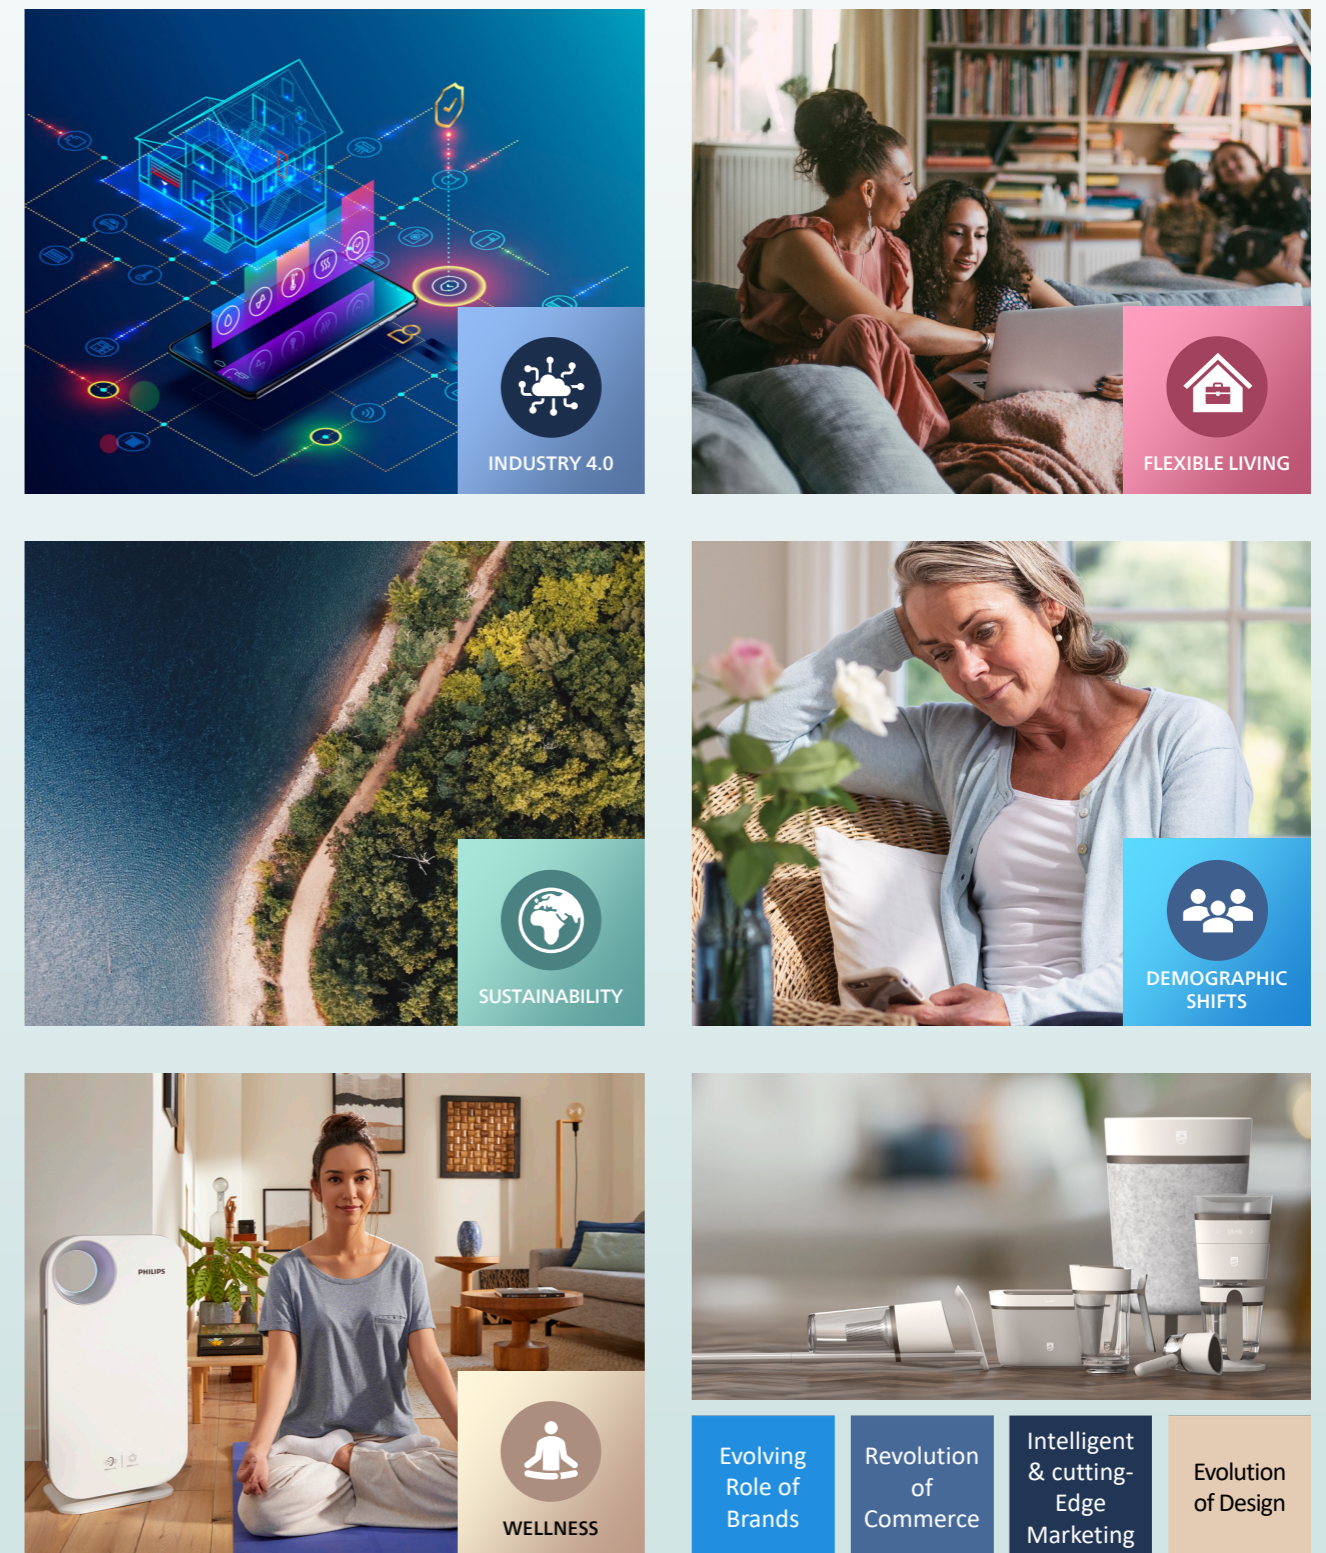 INDUSTRY 4.0
FLEXIBLE LIVING
SUSTAINABILITY
DEMOGRAPHIC
SHIFTS
PHILIPS
WELLNESS
Evolving
Role of
Brands
Revolution
of
Commerce
Intelligent
& cutting-
Edge
Marketing
Evolution
of Design